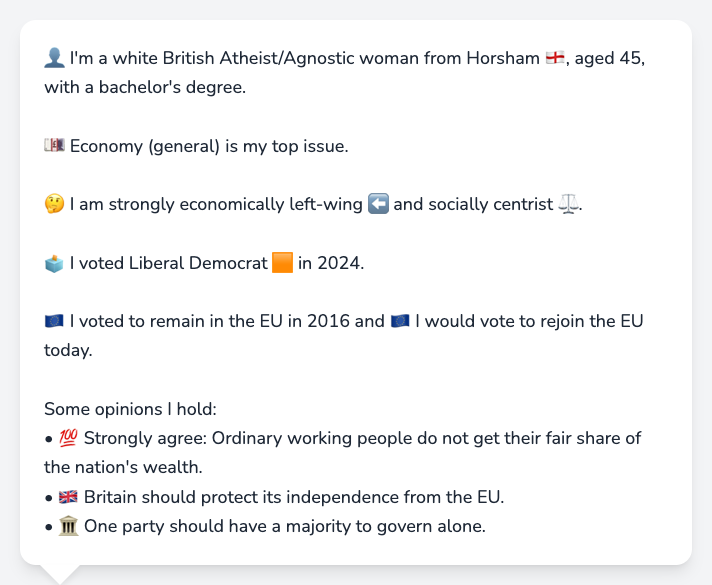 👤 I'm a white British Atheist/Agnostic woman from Horsham 🏴󠁧󠁢󠁥󠁮󠁧󠁿, aged 45,
with a bachelor's degree.
💷 Economy (general) is my top issue.
🤔 I am strongly economically left-wing ⬅️ and socially centrist ⚖️.
🗳️ I voted Liberal Democrat 🟧 in 2024.
🇪🇺 I voted to remain in the EU in 2016 and 🇪🇺 I would vote to rejoin the EU
today.
Some opinions I hold:
• 💯 Strongly agree: Ordinary working people do not get their fair share of
the nation's wealth.
• 🇬🇧 Britain should protect its independence from the EU.
• 🏛️ One party should have a majority to govern alone.